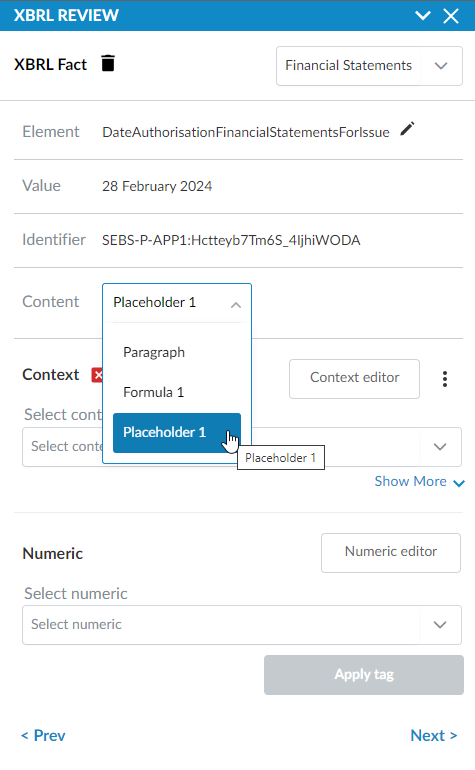 XBRL REVIEW
XBRL Fact
Financial Statements
Element DateAuthorisationFinancialStatementsForIssue
Value 28 February 2024
Identifier SEBS-P-APP1:Hctteyb7Tm6S_4IjhiWODA
Content Placeholder 1
Paragraph
Formula 1
Placeholder 1
Placeholder 1
Context
Context editor
Select cont
Select conte
Show More
Numeric
Numeric editor
Select numeric
Select numeric
Apply tag
< Prev
Next >